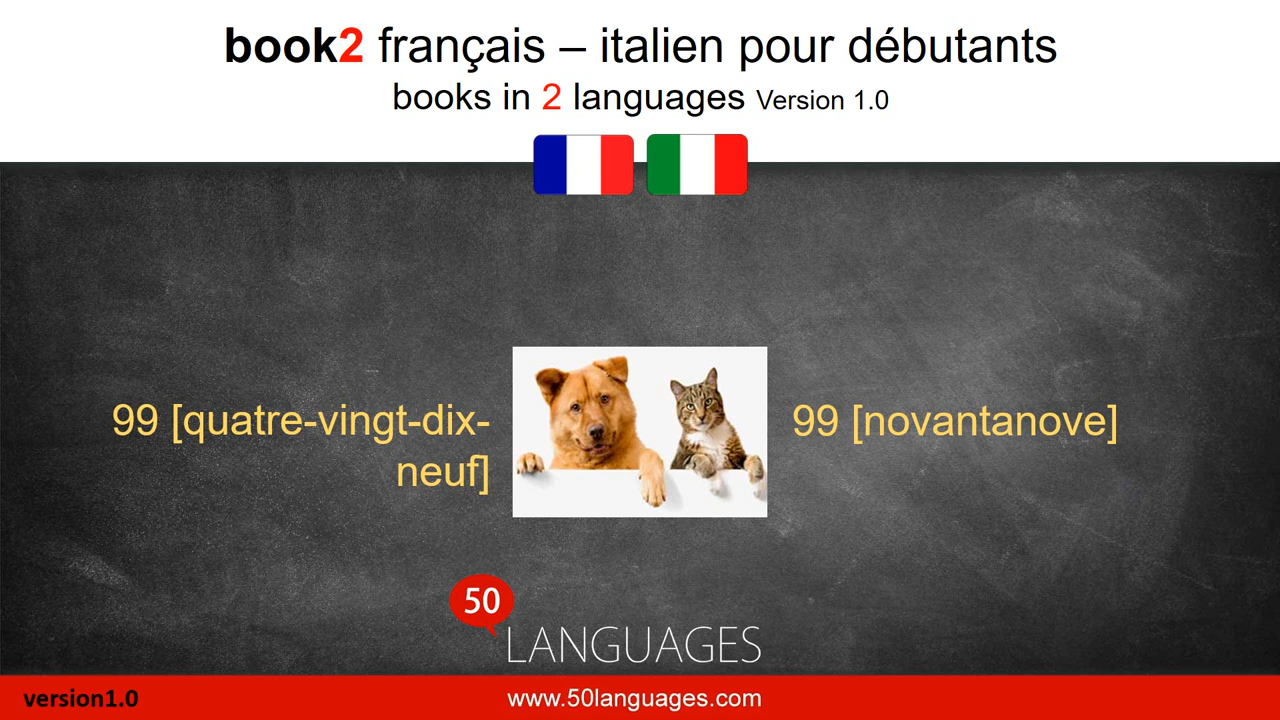 book2 français – italien pour débutants
books in 2 languages Version 1.0
99 [quatre-vingt-dix-
neuf]
99 [novantanove]
50
LANGUAGES
version1.0
www.50languages.com